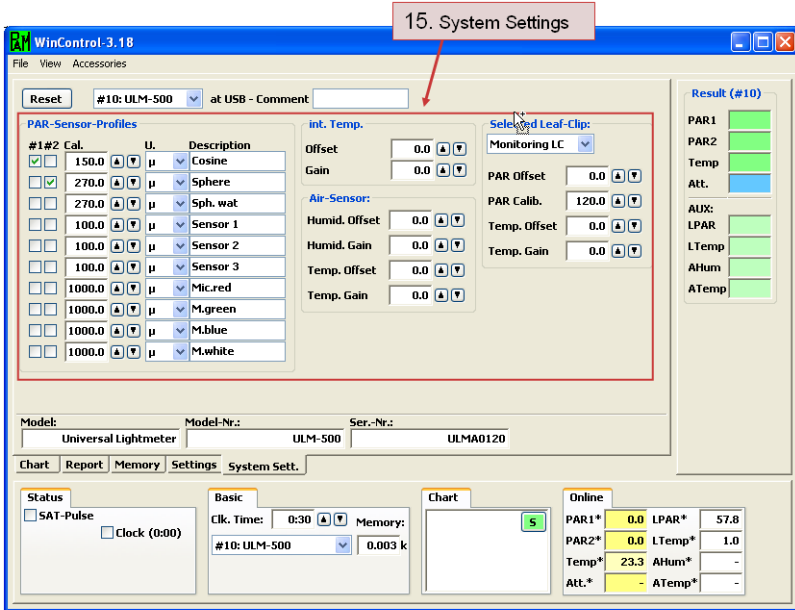 15. System Settings
PAM WinControl-3.18
File View Accessories
Reset #10: ULM-500 at USB - Comment
PAR-Sensor-Profiles
#1 #2 Cal. U. Description
150.0 µ Cosine
270.0 µ Sphere
270.0 µ Sph. wat
100.0 µ Sensor 1
100.0 µ Sensor 2
100.0 µ Sensor 3
1000.0 µ Mic.red
1000.0 µ M.green
1000.0 µ M.blue
1000.0 µ M.white
int. Temp.
Offset 0.0
Gain 0.0
Air-Sensor:
Humid. Offset 0.0
Humid. Gain 0.0
Temp. Offset 0.0
Temp. Gain 0.0
Selected Leaf-Clip:
Monitoring LC
PAR Offset 0.0
PAR Calib. 120.0
Temp. Offset 0.0
Temp. Gain 0.0
Result (#10)
PAR1
PAR2
Temp
Att.
AUX:
LPAR
LTemp
AHum
ATemp
Model: Model-Nr.: Ser.-Nr.:
Universal Lightmeter ULM-500 ULMA0120
Chart Report Memory Settings System Sett.
Status
SAT-Pulse
Clock (0:00)
Basic
Clk. Time: 0:30 Memory:
#10: ULM-500 0.003 k
Chart
S
Online
PAR1* 0.0 LPAR* 57.8
PAR2* 0.0 LTemp* 1.0
Temp* 23.3 AHum* -
Att.* - ATemp* -